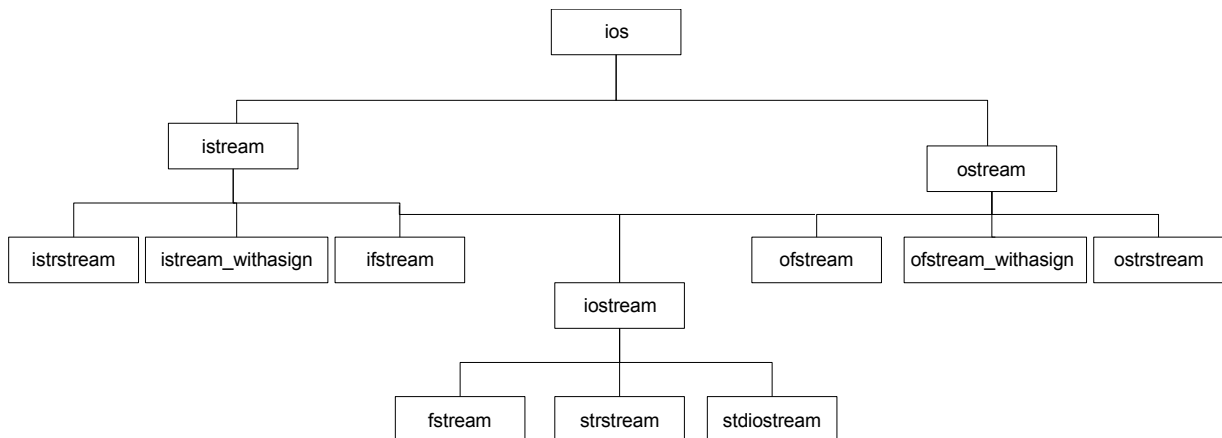 ios
istream
ostream
istrstream
istream_withasign
ifstream
ofstream
ofstream_withasign
ostrstream
iostream
fstream
strstream
stdiostream